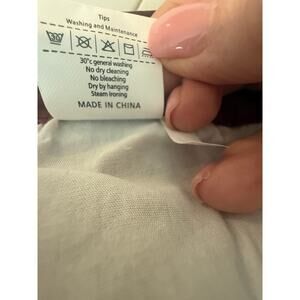 Tips
Washing and Maintenance
30°c general washing
No dry cleaning
No bleaching
Dry by hanging
Steam Ironing
MADE IN CHINA